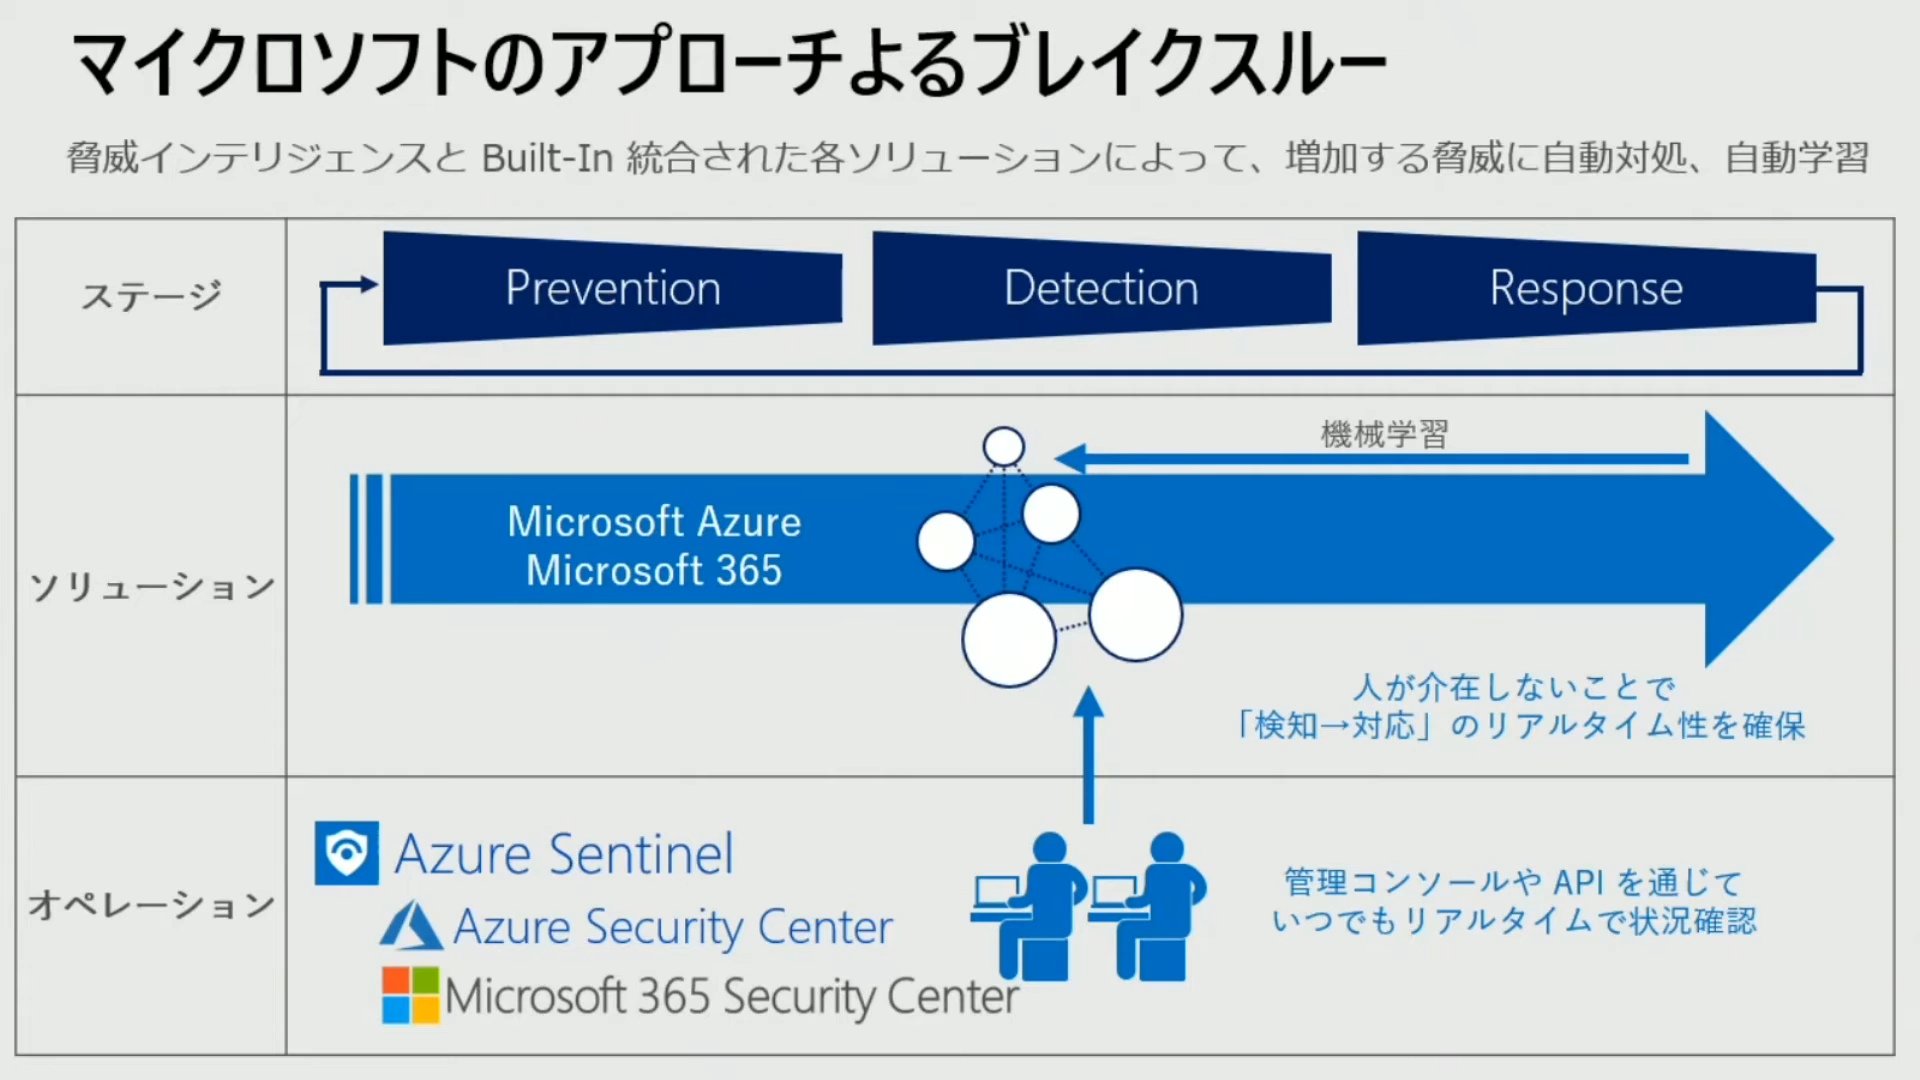 マイクロソフトのアプローチよるブレイクスルー
脅威インテリジェンスと Built-In 統合された各ソリューションによって、増加する脅威に自動対処、自動学習
ステージ
Prevention
Detection
Response
ソリューション
機械学習
Microsoft Azure
Microsoft 365
人が介在しないことで
「検知→対応」のリアルタイム性を確保
オペレーション
Azure Sentinel
Azure Security Center
Microsoft 365 Security Center
管理コンソールや API を通じて
いつでもリアルタイムで状況確認